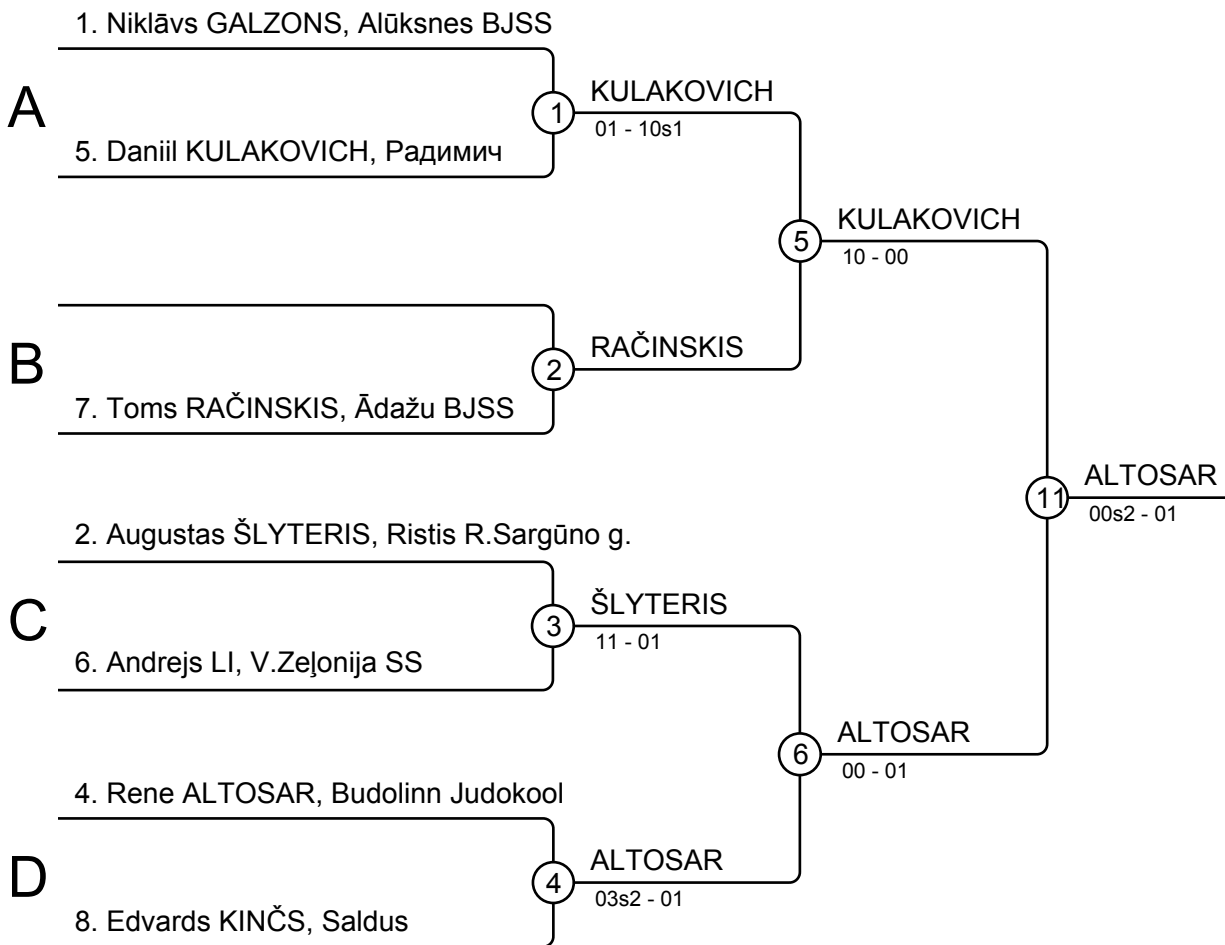 1. Niklāvs GALZONS, Alūksnes BJSS
A
1
KULAKOVICH
01 - 10s1
5. Daniil KULAKOVICH, Радимич
5
KULAKOVICH
10 - 00
B
2
RAČINSKIS
7. Toms RAČINSKIS, Ādažu BJSS
11
ALTOSAR
00s2 - 01
2. Augustas ŠLYTERIS, Ristis R.Sargūno g.
C
3
ŠLYTERIS
11 - 01
6. Andrejs LI, V.Zeļonija SS
6
ALTOSAR
00 - 01
4. Rene ALTOSAR, Budolinn Judokool
D
4
ALTOSAR
03s2 - 01
8. Edvards KINČS, Saldus